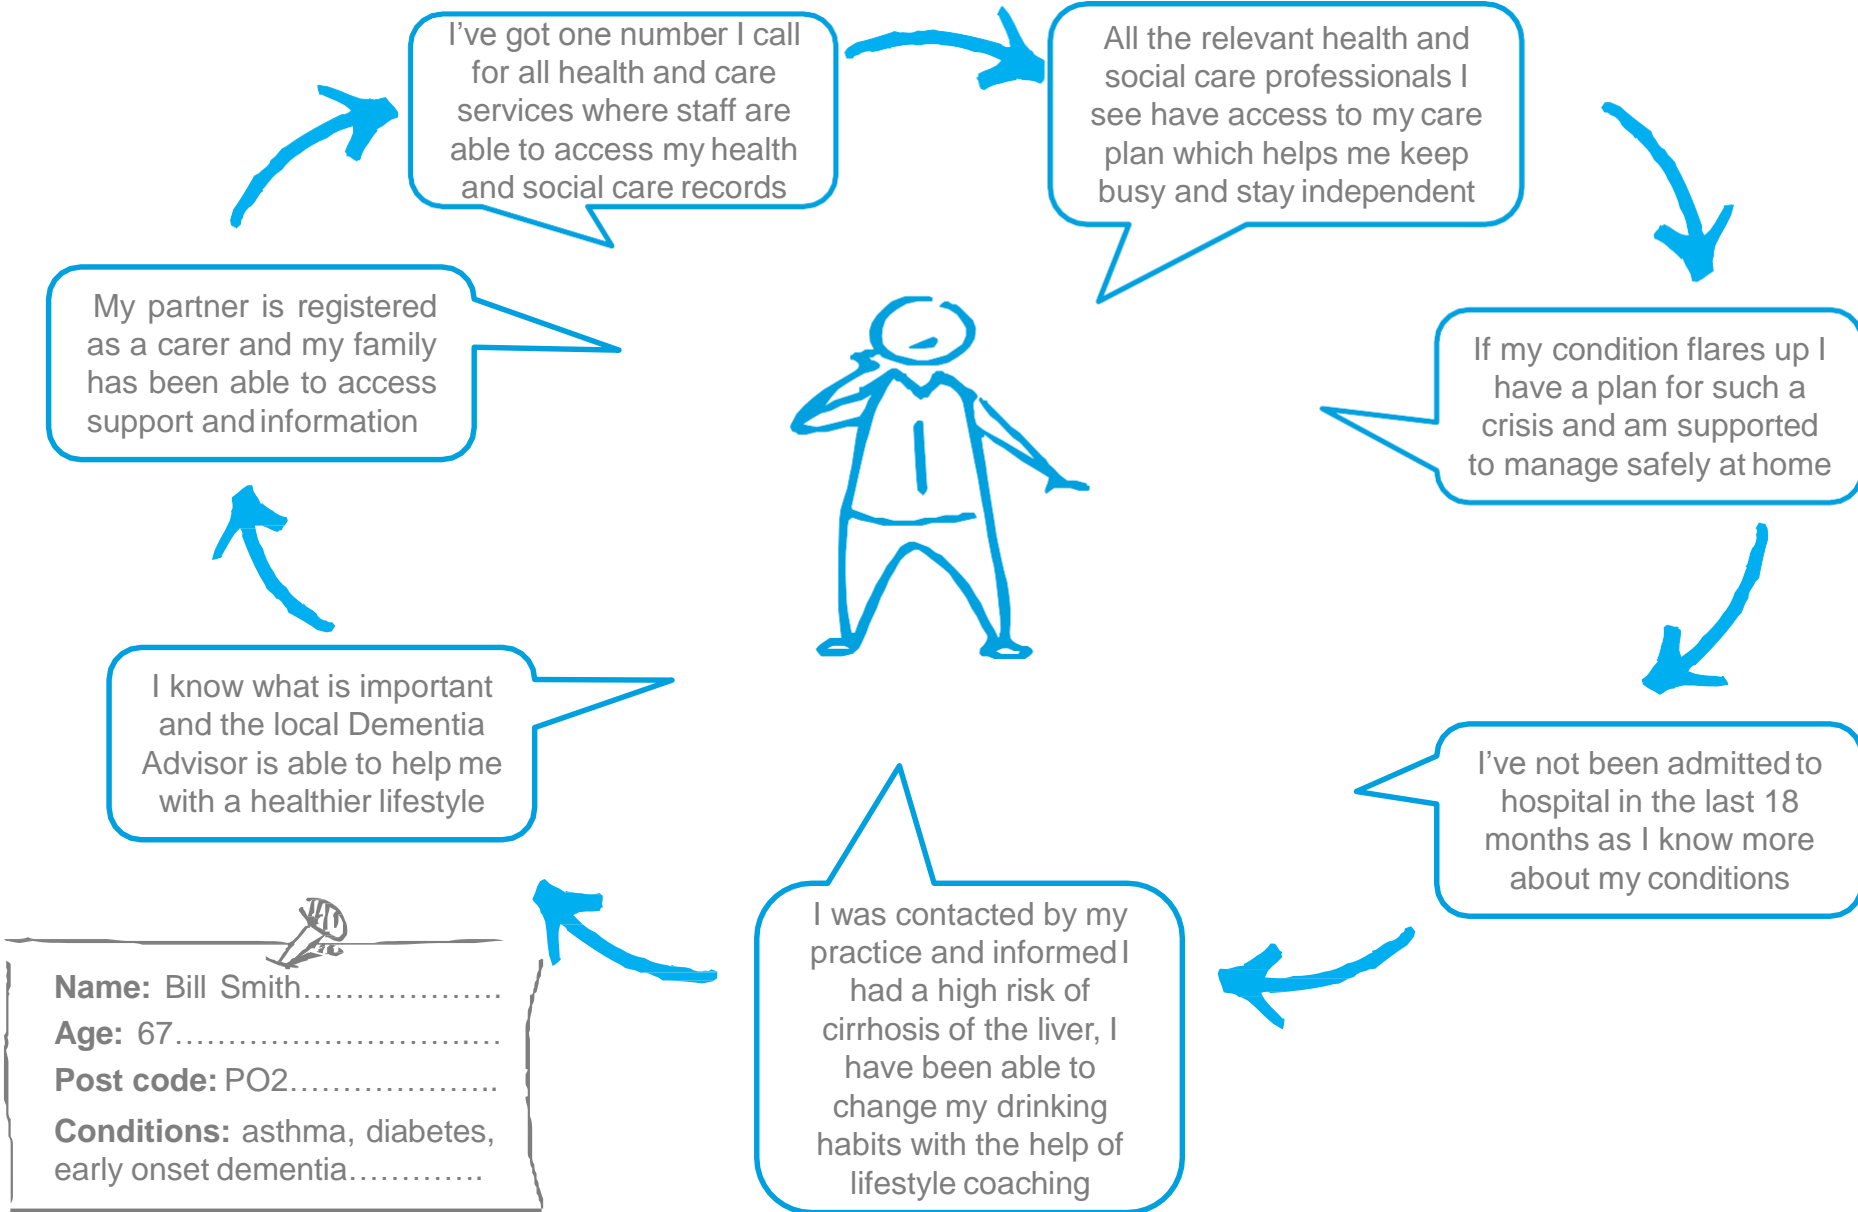 I've got one number I call
for all health and care
services where staff are
able to access my health
and social care records
All the relevant health and
social care professionals I
see have access to my care
plan which helps me keep
busy and stay independent
My partner is registered
as a carer and my family
has been able to access
support and information
If my condition flares up I
have a plan for such a
crisis and am supported
to manage safely at home
I know what is important
and the local Dementia
Advisor is able to help me
with a healthier lifestyle
I've not been admitted to
hospital in the last 18
months as I know more
about my conditions
I was contacted by my
practice and informed I
had a high risk of
cirrhosis of the liver, I
have been able to
change my drinking
habits with the help of
lifestyle coaching
Name: Bill Smith………………..
Age: 67……………………….…
Post code: PO2………………..
Conditions: asthma, diabetes,
early onset dementia………….